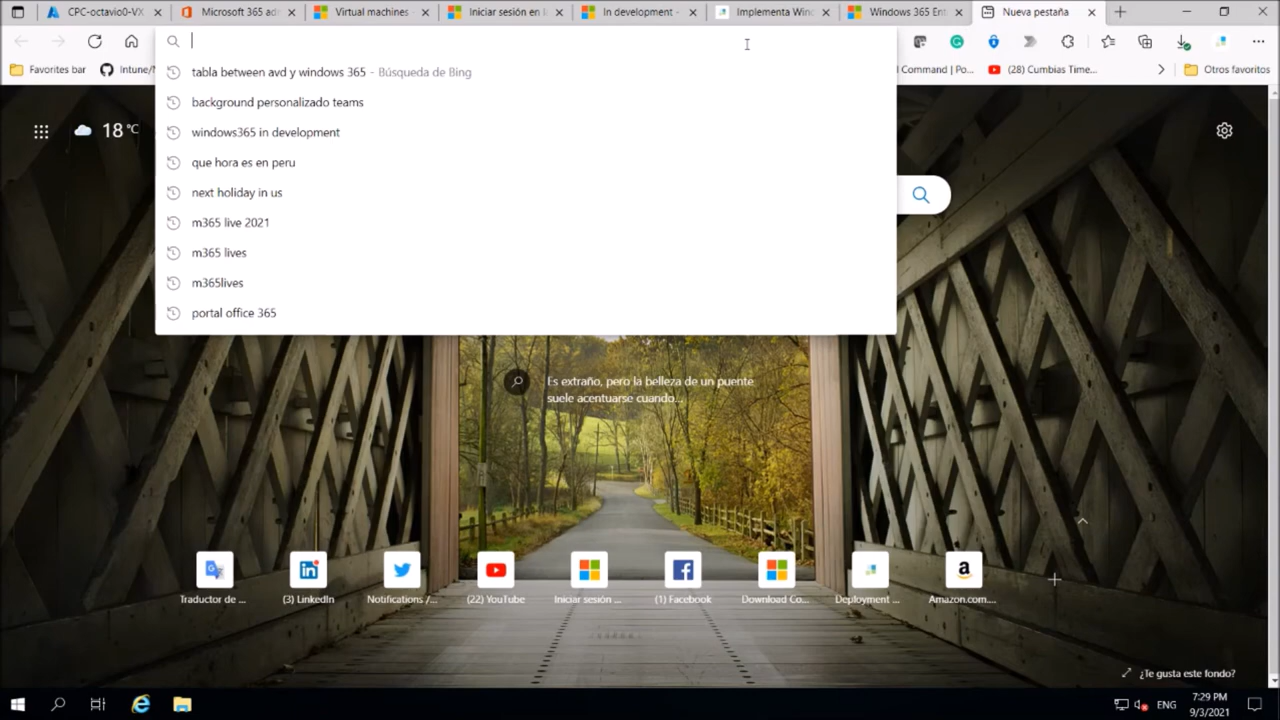 CPC-octavio0-VX
Microsoft 365 adm
Virtual machines
Iniciar sesión en la
In development -
Implementa Wind
Windows 365 Ent
Nueva pestaña
Favorites bar
Intune/
l Command | Po...
(28) Cumbias Time...
Otros favoritos
tabla between avd y windows 365 - Búsqueda de Bing
background personalizado teams
windows365 in development
que hora es en peru
next holiday in us
m365 live 2021
m365 lives
m365lives
portal office 365
18 °C
Es extraño, pero la belleza de un puente
suele acentuarse cuando...
Traductor de ...
(3) LinkedIn
Notifications /...
(22) YouTube
Iniciar sesión ...
(1) Facebook
Download Co...
Deployment ...
Amazon.com....
¿Te gusta este fondo?
ENG
7:29 PM
9/3/2021